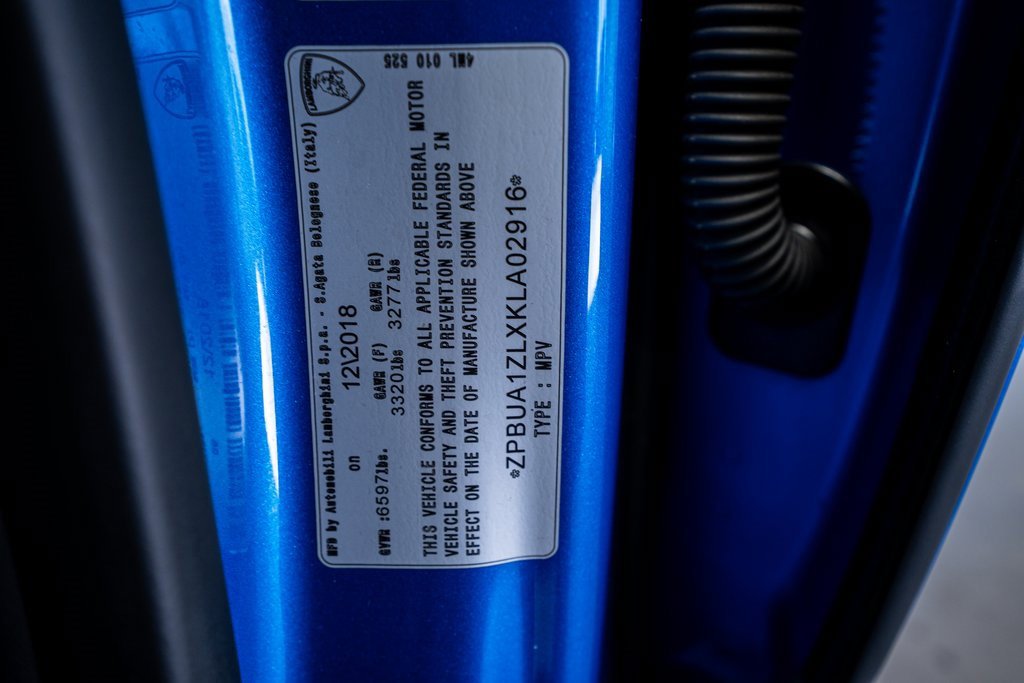 LAMBORGHINI
4ML 010 525
MFD by Automobili Lamborghini S.p.a. - S.Agata Bolognese (Italy)
on 12\2018
GVWR :6597lbs. GAWR (F) GAWR (R)
3320lbs 3277lbs
THIS VEHICLE CONFORMS TO ALL APPLICABLE FEDERAL MOTOR
VEHICLE SAFETY AND THEFT PREVENTION STANDARDS IN
EFFECT ON THE DATE OF MANUFACTURE SHOWN ABOVE
*ZPBUA1ZLXKLA02916*
TYPE : MPV